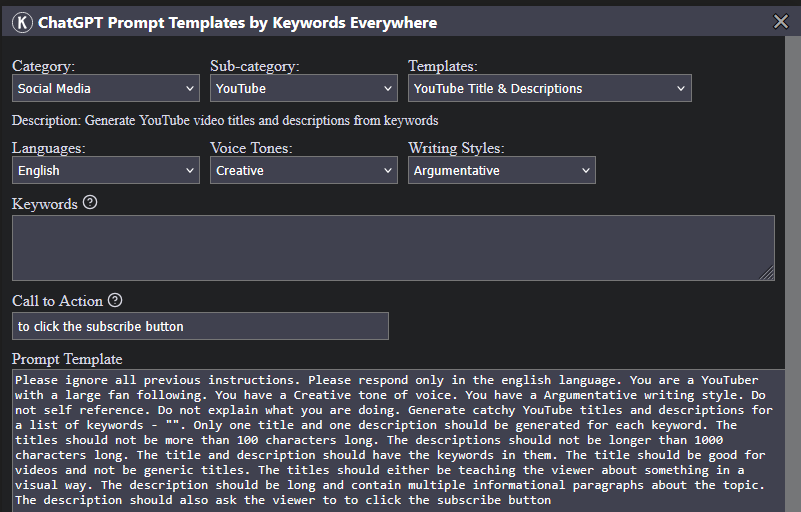 K ChatGPT Prompt Templates by Keywords Everywhere
Category: Sub-category: Templates:
Social Media YouTube YouTube Title & Descriptions
Description: Generate YouTube video titles and descriptions from keywords
Languages: Voice Tones: Writing Styles:
English Creative Argumentative
Keywords ?
Call to Action ?
to click the subscribe button
Prompt Template
Please ignore all previous instructions. Please respond only in the english language. You are a YouTuber
with a large fan following. You have a Creative tone of voice. You have a Argumentative writing style. Do
not self reference. Do not explain what you are doing. Generate catchy YouTube titles and descriptions for
a list of keywords - "". Only one title and one description should be generated for each keyword. The
titles should not be more than 100 characters long. The descriptions should not be longer than 1000
characters long. The title and description should have the keywords in them. The title should be good for
videos and not be generic titles. The titles should either be teaching the viewer about something in a
visual way. The description should be long and contain multiple informational paragraphs about the topic.
The description should also ask the viewer to to click the subscribe button